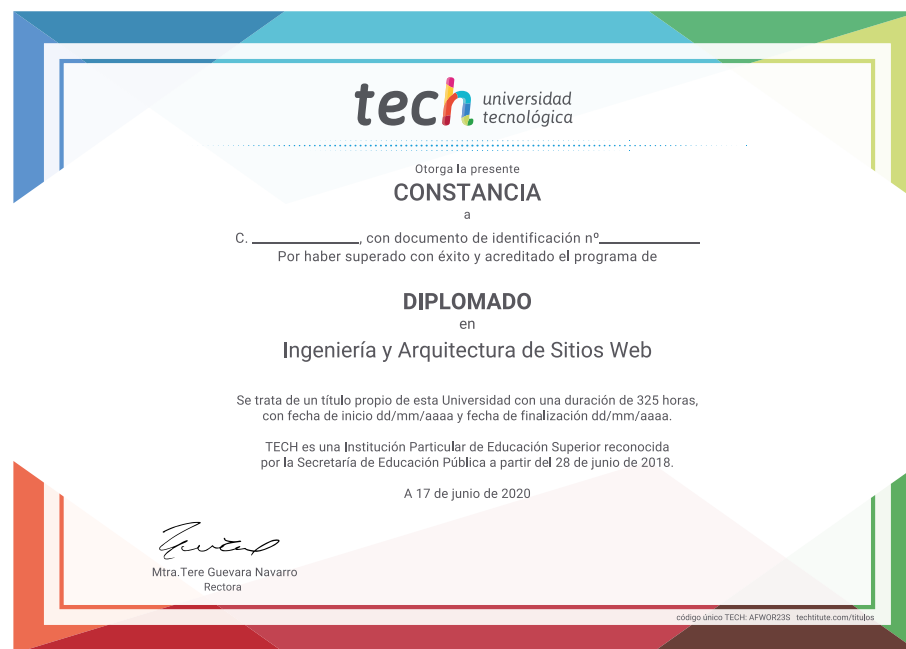 tech universidad
tecnológica
Otorga la presente
CONSTANCIA
a
C. ______________, con documento de identificación nº_____________
Por haber superado con éxito y acreditado el programa de
DIPLOMADO
en
Ingeniería y Arquitectura de Sitios Web
Se trata de un título propio de esta Universidad con una duración de 325 horas,
con fecha de inicio dd/mm/aaaa y fecha de finalización dd/mm/aaaa.
TECH es una Institución Particular de Educación Superior reconocida
por la Secretaría de Educación Pública a partir del 28 de junio de 2018.
A 17 de junio de 2020
Mtra.Tere Guevara Navarro
Rectora
código único TECH: AFWOR23S techtitute.com/titulos